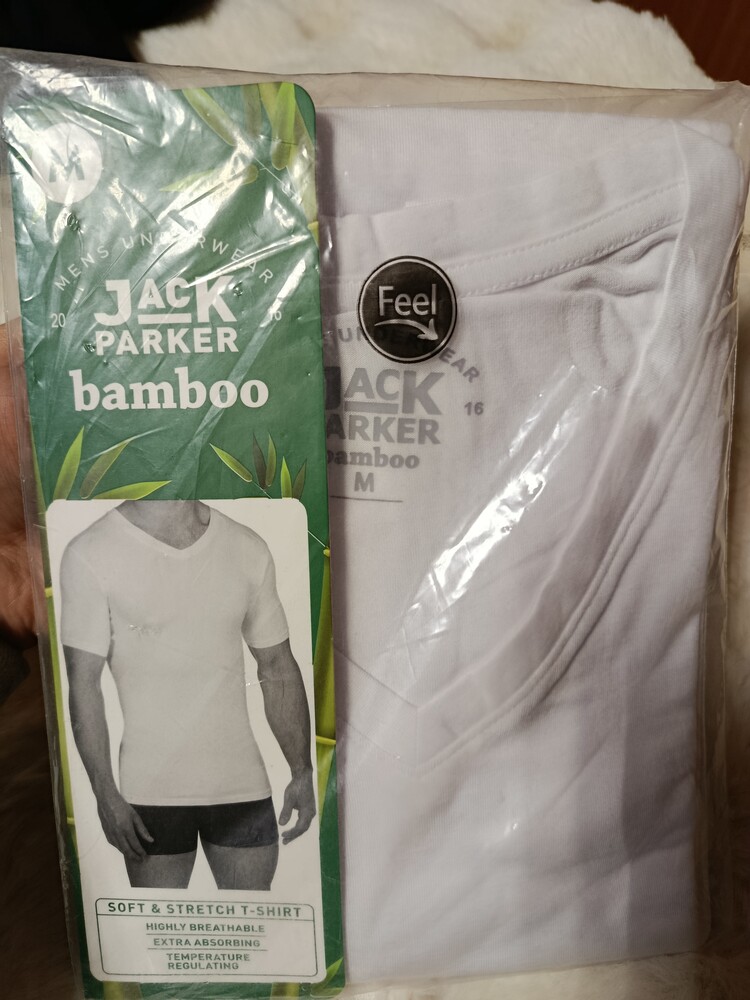 M
MENS UNDERWEAR
20
JACK
PARKER
bamboo
Feel
UNDERWEAR
JACK
16
PARKER
bamboo
M
SOFT & STRETCH T-SHIRT
HIGHLY BREATHABLE
EXTRA ABSORBING
TEMPERATURE
REGULATING